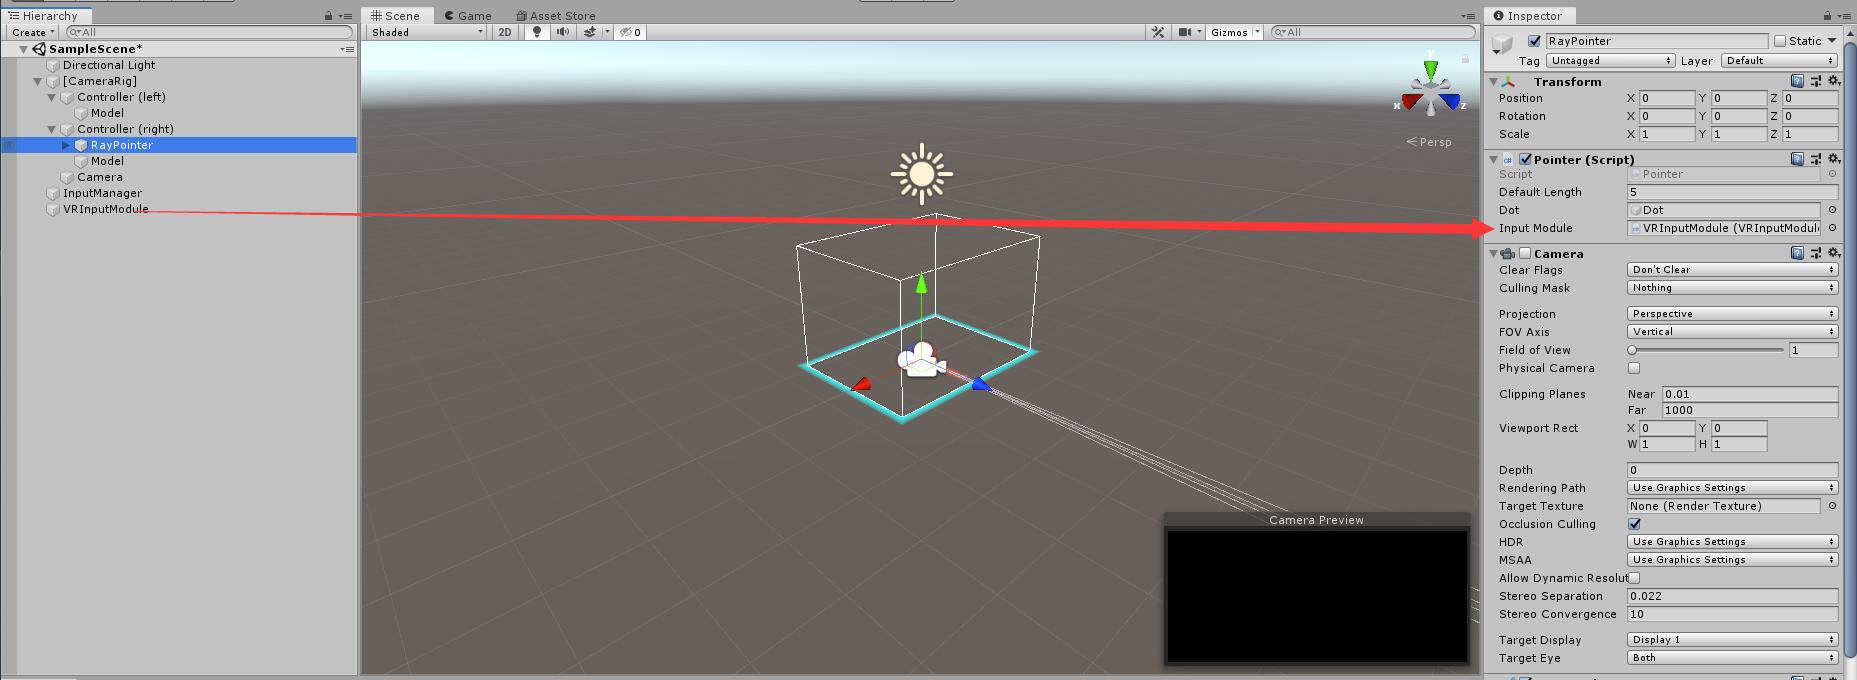 Hierarchy
Create
All
SampleScene*
Directional Light
[CameraRig]
Controller (left)
Model
Controller (right)
RayPointer
Model
Camera
InputManager
VRInputModule
Scene
Game
Asset Store
Shaded
2D
0
Gizmos
All
y
x
z
Persp
Camera Preview
Inspector
RayPointer
Static
Tag Untagged Layer Default
Transform
Position X 0 Y 0 Z 0
Rotation X 0 Y 0 Z 0
Scale X 1 Y 1 Z 1
Pointer (Script)
Script Pointer
Default Length 5
Dot Dot
Input Module VRInputModule (VRInputModul
Camera
Clear Flags Don't Clear
Culling Mask Nothing
Projection Perspective
FOV Axis Vertical
Field of View 1
Physical Camera
Clipping Planes Near 0.01
Far 1000
Viewport Rect X 0 Y 0
W 1 H 1
Depth 0
Rendering Path Use Graphics Settings
Target Texture None (Render Texture)
Occlusion Culling
HDR Use Graphics Settings
MSAA Use Graphics Settings
Allow Dynamic Resolut
Stereo Separation 0.022
Stereo Convergence 10
Target Display Display 1
Target Eye Both